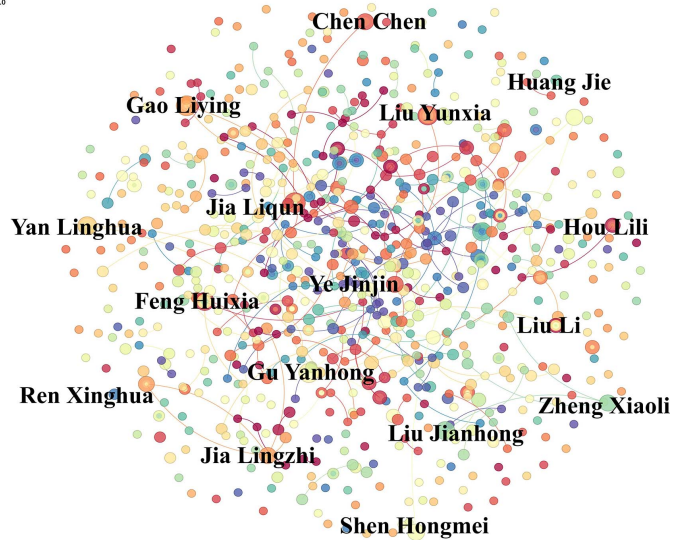 Chen Chen
Huang Jie
Gao Liying
Liu Yunxia
Jia Liqun
Yan Linghua
Hou Lili
Ye Jinjin
Feng Huixia
Liu Li
Gu Yanhong
Ren Xinghua
Zheng Xiaoli
Liu Jianhong
Jia Lingzhi
Shen Hongmei